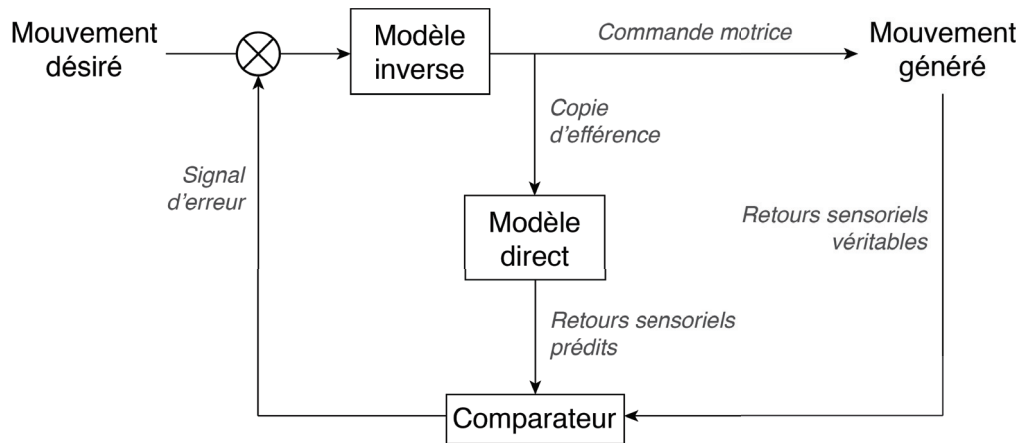 Mouvement
désiré
Modèle
inverse
Commande motrice
Mouvement
généré
Copie
d'efférence
Signal
d'erreur
Modèle
direct
Retours sensoriels
véritables
Retours sensoriels
prédits
Comparateur